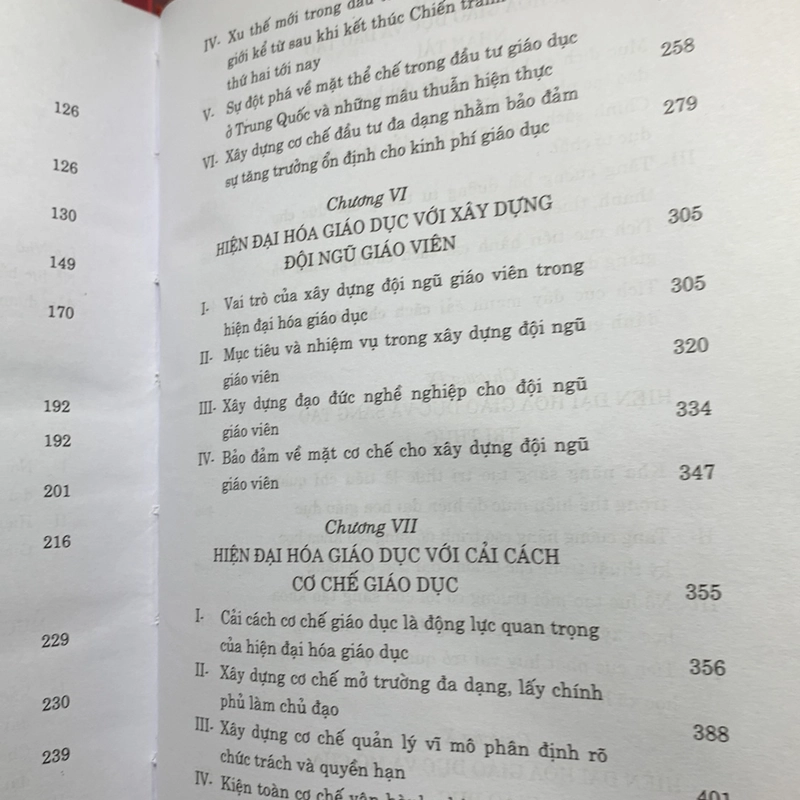 126
126
130
149
170
192
192
201
216
229
230
239
IV- Xu thế mới trong đầu
giới kể từ sau khi kết thúc Chiến tranh
thứ hai tới nay
V. Sự đột phá về mặt thể chế trong đầu tư giáo dục
ở Trung Quốc và những mâu thuẫn hiện thực 258
VI- Xây dựng cơ chế đầu tư đa dạng nhằm bảo đảm
sự tăng trưởng ổn định cho kinh phí giáo dục 279
Chương VI
HIỆN ĐẠI HÓA GIÁO DỤC VỚI XÂY DỰNG
ĐỘI NGŨ GIÁO VIÊN 305
I. Vai trò của xây dựng đội ngũ giáo viên trong
hiện đại hóa giáo dục 305
II- Mục tiêu và nhiệm vụ trong xây dựng đội ngũ
giáo viên 320
III- Xây dựng đạo đức nghề nghiệp cho đội ngũ
giáo viên 334
IV- Bảo đảm về mặt cơ chế cho xây dựng đội ngũ
giáo viên 347
Chương VII
HIỆN ĐẠI HÓA GIÁO DỤC VỚI CẢI CÁCH
CƠ CHẾ GIÁO DỤC 355
I- Cải cách cơ chế giáo dục là động lực quan trọng
của hiện đại hóa giáo dục 356
II- Xây dựng cơ chế mở trường đa dạng, lấy chính
phủ làm chủ đạo 388
III- Xây dựng cơ chế quản lý vĩ mô phân định rõ
chức trách và quyền hạn 401
IV- Kiện toàn cơ chế vận